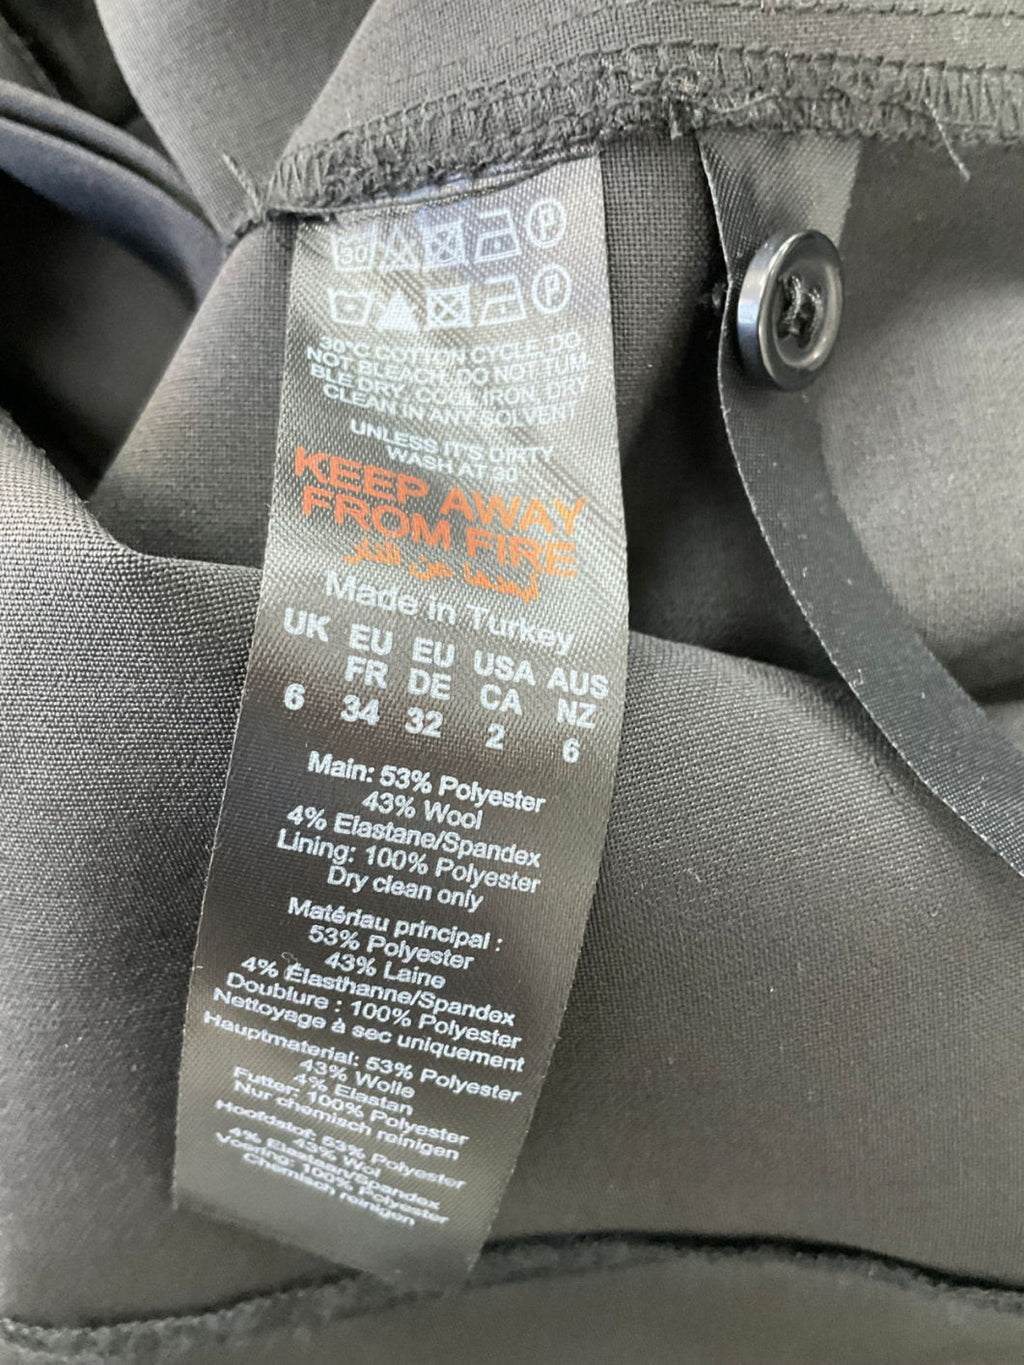 30 P
P
30°C COTTON CYCLE, DO
NOT BLEACH, DO NOT TUM
BLE DRY, COOL IRON, DRY
CLEAN IN ANY SOLVENT
UNLESS IT'S DIRTY
WASH AT 30
KEEP AWAY
FROM FIRE
أبقها عن النار
Made in Turkey
UK EU EU USA AUS
FR DE CA NZ
6 34 32 2 6
Main: 53% Polyester
43% Wool
4% Elastane/Spandex
Lining: 100% Polyester
Dry clean only
Matériau principal :
53% Polyester
43% Laine
4% Élasthanne/Spandex
Doublure : 100% Polyester
Nettoyage à sec uniquement
Hauptmaterial: 53% Polyester
43% Wolle
4% Elastan
Futter: 100% Polyester
Nur chemisch reinigen
Hoofdstof: 53% Polyester
43% Wol
4% Elastaan/Spandex
Voering: 100% Polyester
Chemisch reinigen